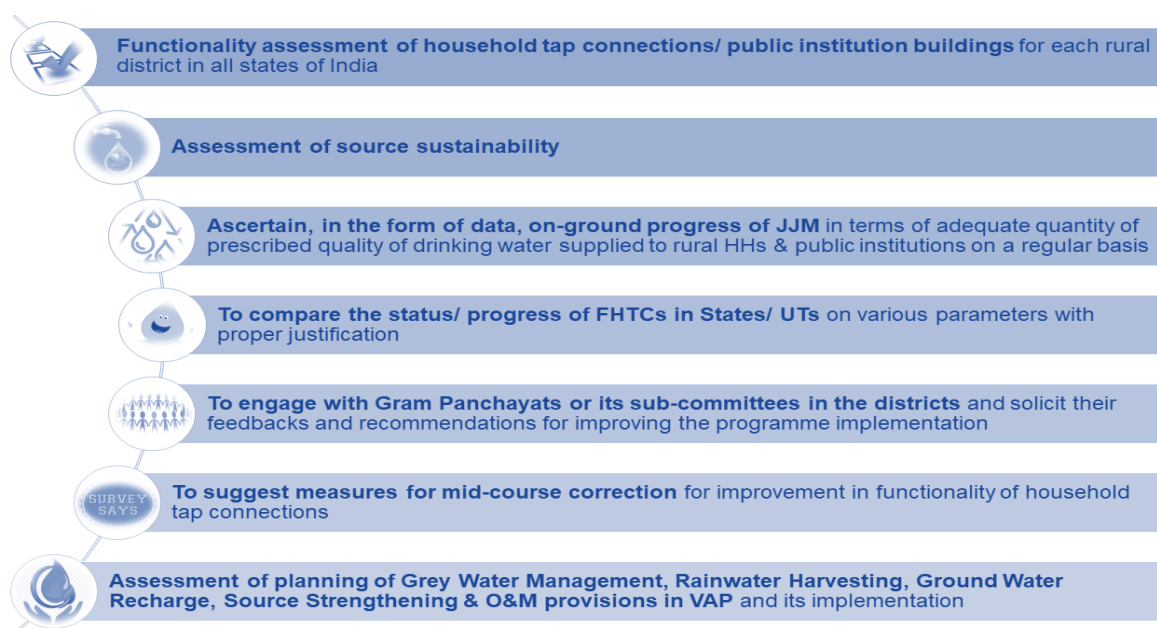 Functionality assessment of household tap connections/ public institution buildings for each rural
district in all states of India
Assessment of source sustainability
Ascertain, in the form of data, on-ground progress of JJM in terms of adequate quantity of
prescribed quality of drinking water supplied to rural HHs & public institutions on a regular basis
To compare the status/ progress of FHTCs in States/ UTs on various parameters with
proper justification
To engage with Gram Panchayats or its sub-committees in the districts and solicit their
feedbacks and recommendations for improving the programme implementation
SURVEY
SAYS
To suggest measures for mid-course correction for improvement in functionality of household
tap connections
Assessment of planning of Grey Water Management, Rainwater Harvesting, Ground Water
Recharge, Source Strengthening & O&M provisions in VAP and its implementation